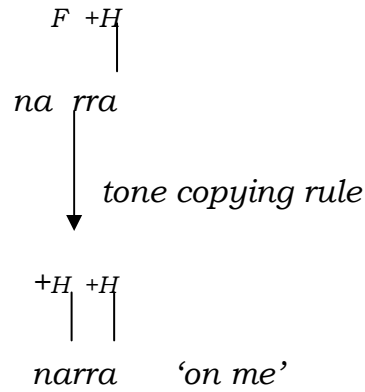 F +H
na rra
tone copying rule
+H +H
narra ‘on me’